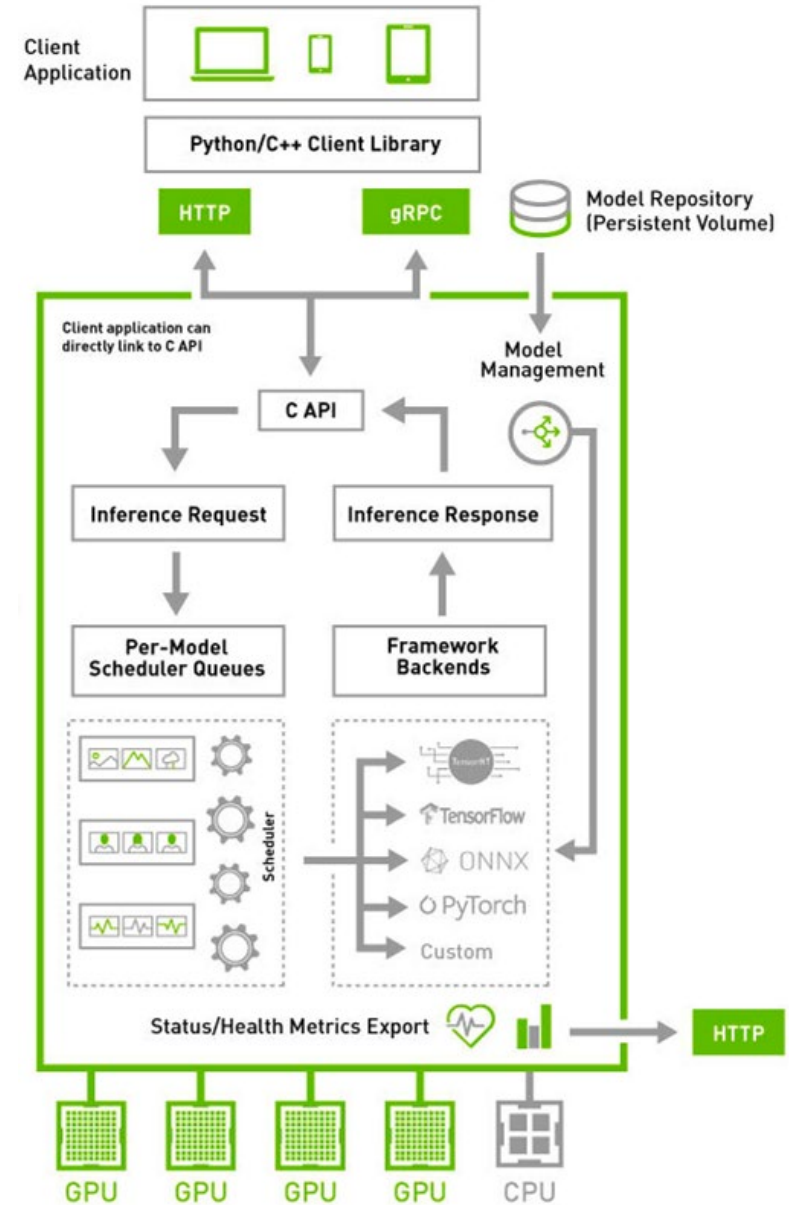 Client
Application
Python/C++ Client Library
HTTP
gRPC
Model Repository
(Persistent Volume)
Client application can
directly link to C API
Model
Management
C API
Inference Request
Inference Response
Per-Model
Scheduler Queues
Framework
Backends
Scheduler
TensorRT
TensorFlow
ONNX
PyTorch
Custom
Status/Health Metrics Export
HTTP
GPU
GPU
GPU
GPU
CPU